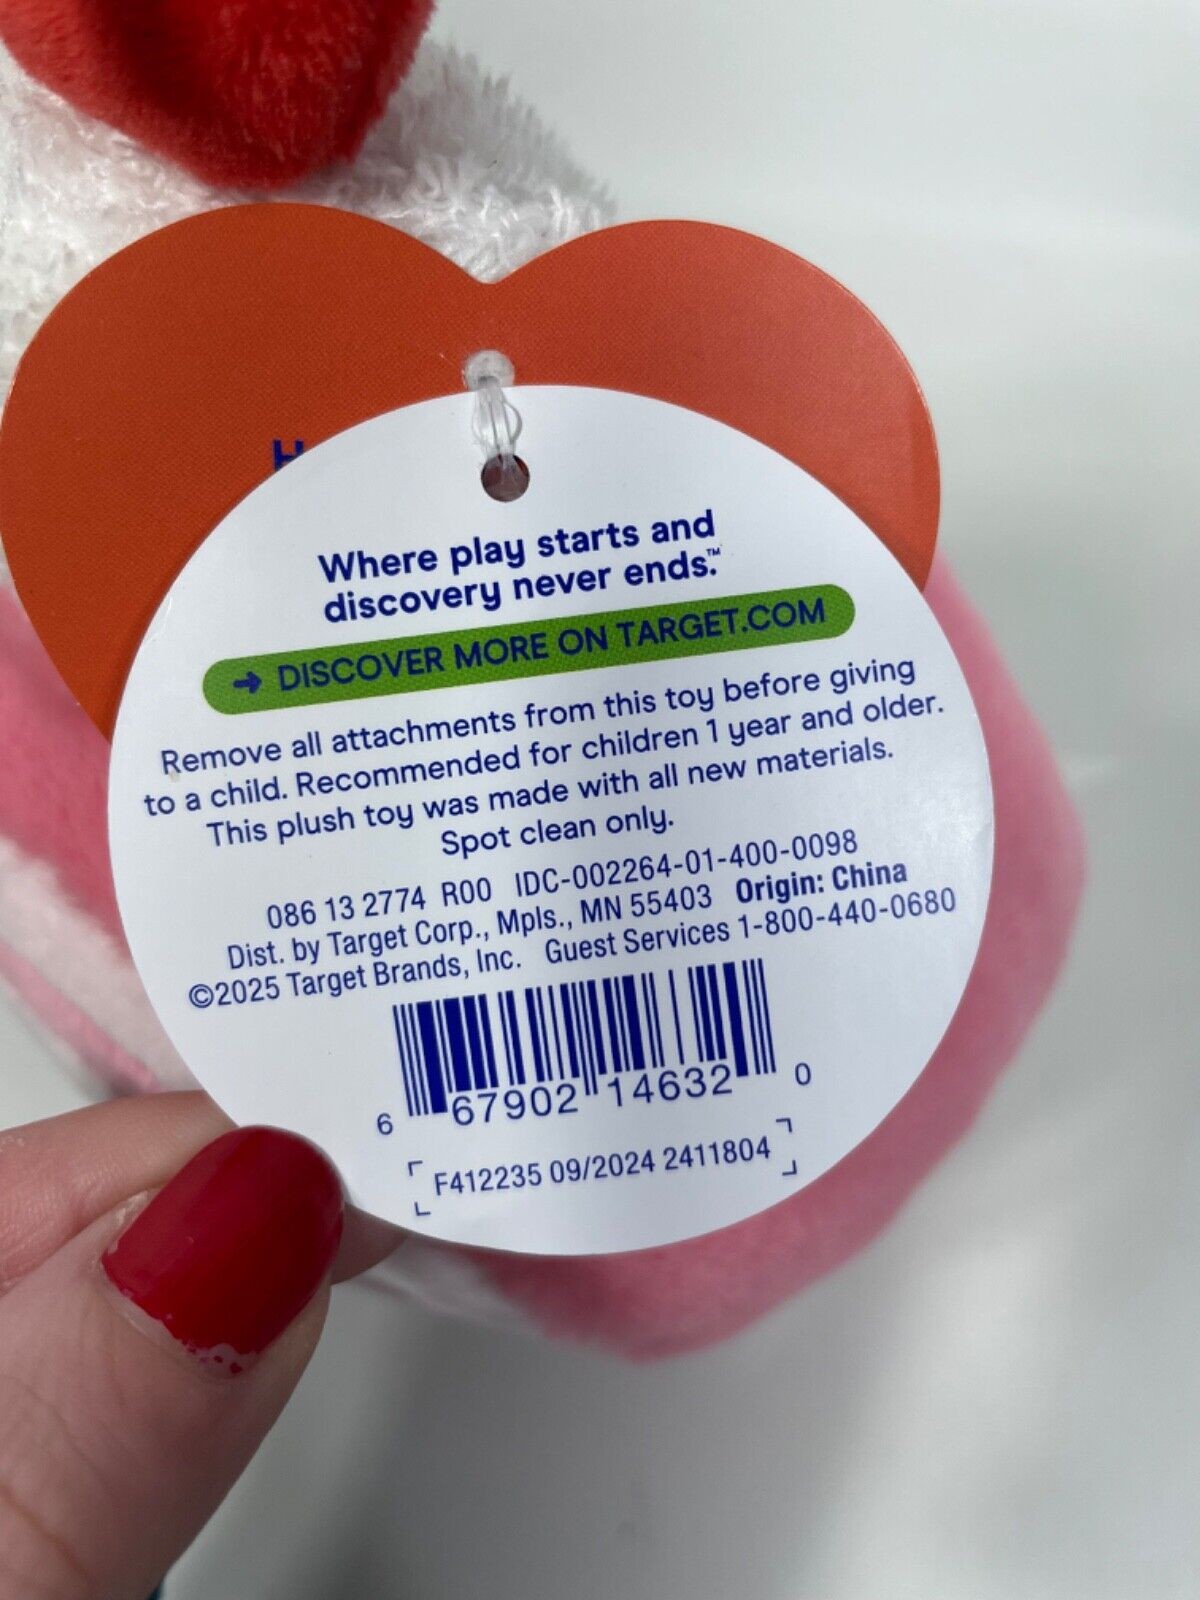 H
Where play starts and
discovery never ends.™
→ DISCOVER MORE ON TARGET.COM
Remove all attachments from this toy before giving
to a child. Recommended for children 1 year and older.
This plush toy was made with all new materials.
Spot clean only.
086 13 2774 R00 IDC-002264-01-400-0098
Dist. by Target Corp., Mpls., MN 55403 Origin: China
©2025 Target Brands, Inc. Guest Services 1-800-440-0680
6 67902 14632 0
F412235 09/2024 2411804